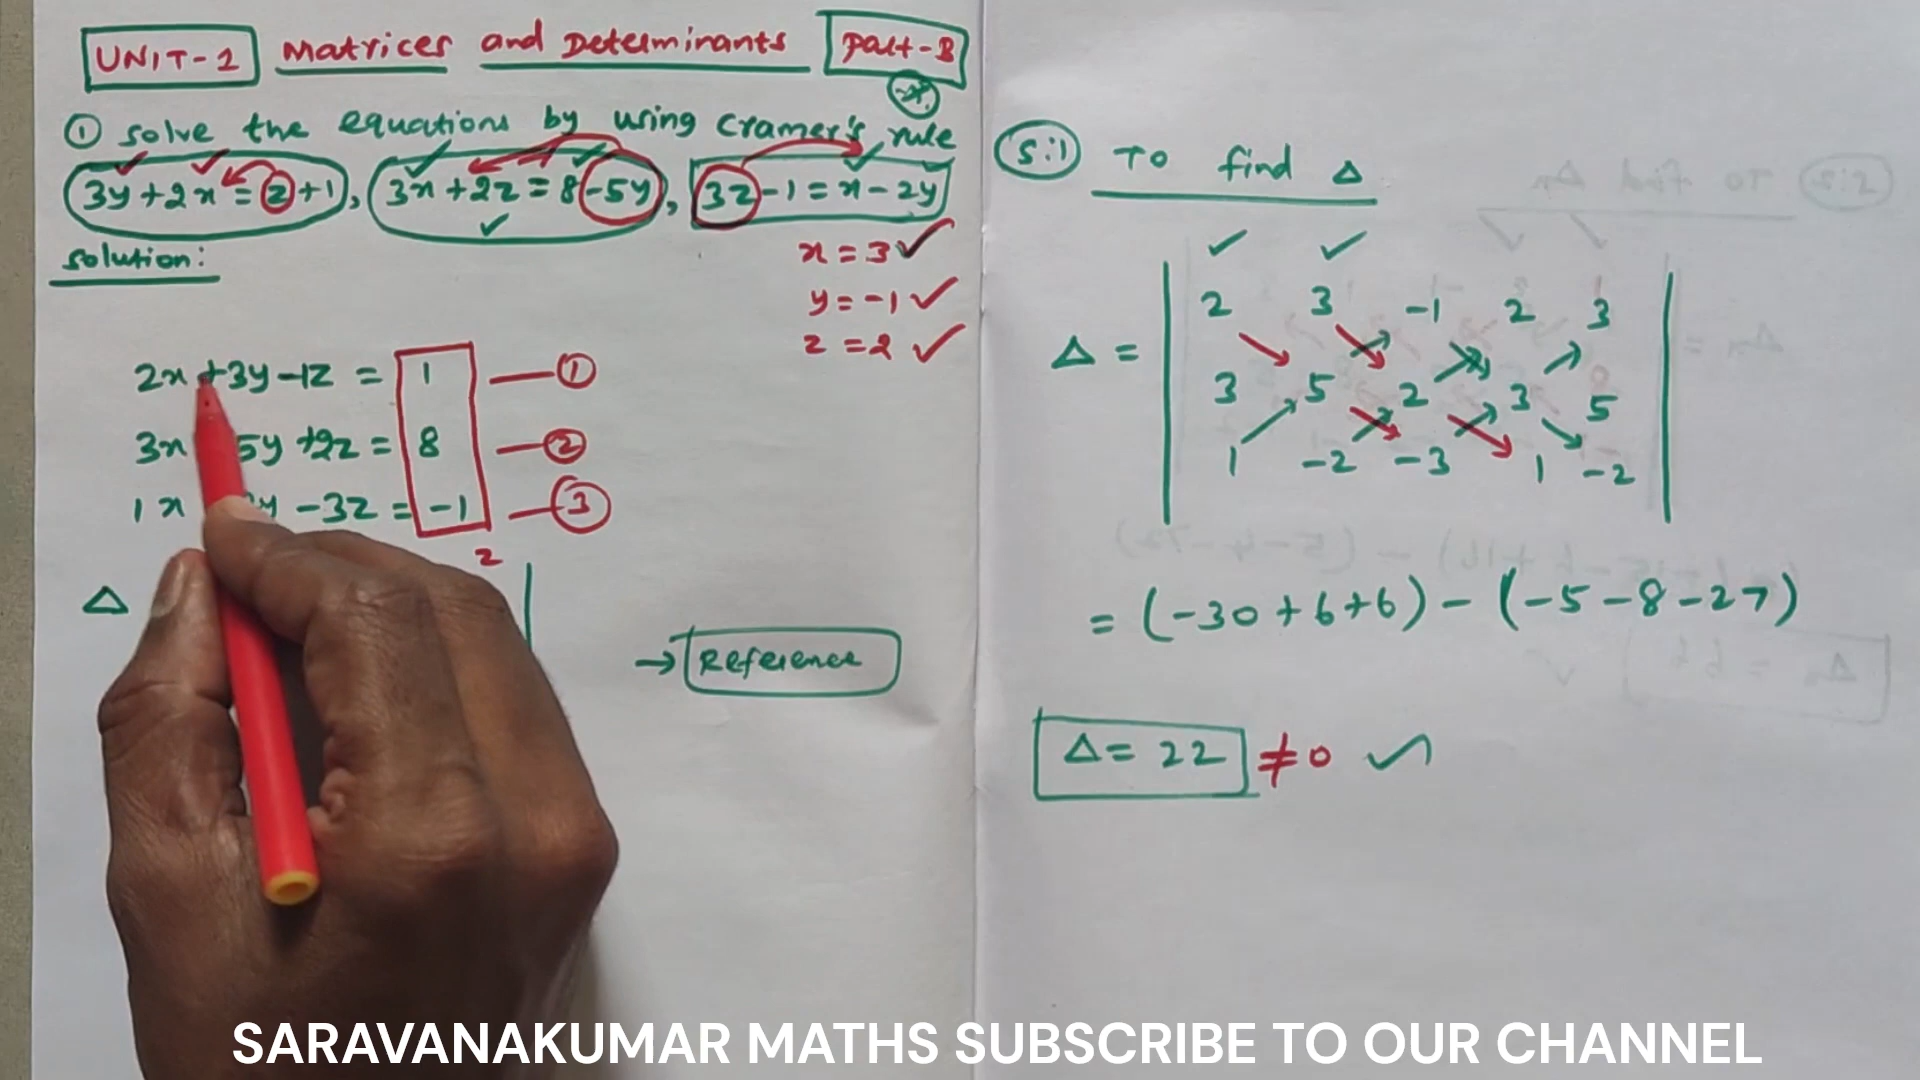 UNIT-1 Matrices and Determinants Part-B
① solve the equations by using cramer's rule
3y+2x = z+1, 3x+2z = 8-5y, 3z-1 = x-2y
solution:
x = 3 ✓
y = -1 ✓
z = 2 ✓
2x+3y-1z = 1 — ①
3x 5y +2z = 8 — ②
1x y -3z = -1 — ③
z
Δ
→ Reference
S:1 To find Δ
2 3 -1 2 3
Δ = 3 5 2 3 5
1 -2 -3 1 -2
= (-30+6+6) - (-5-8-27)
Δ = 22 ≠0 ✓
SARAVANAKUMAR MATHS SUBSCRIBE TO OUR CHANNEL